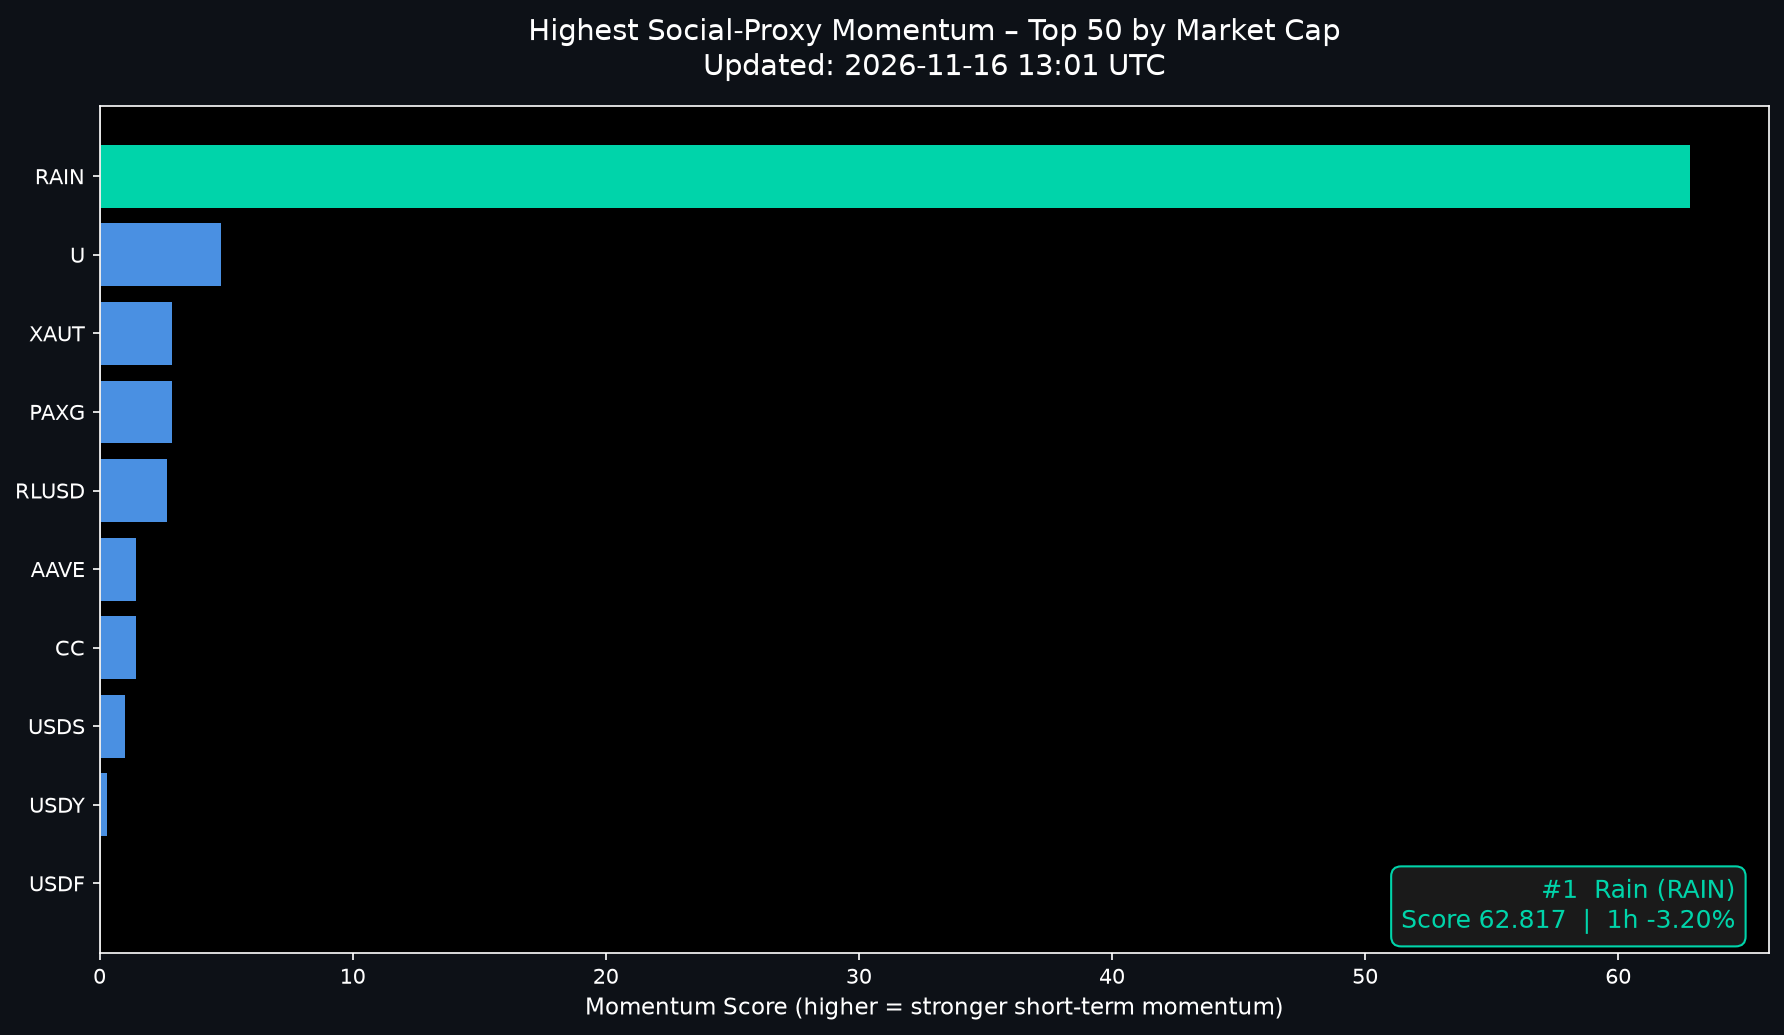 Highest Social-Proxy Momentum – Top 50 by Market Cap
Updated: 2026-11-16 13:01 UTC
RAIN
U
XAUT
PAXG
RLUSD
AAVE
CC
USDS
USDY
USDF
#1  Rain (RAIN)
Score 62.817  |  1h -3.20%
0 10 20 30 40 50 60
Momentum Score (higher = stronger short-term momentum)